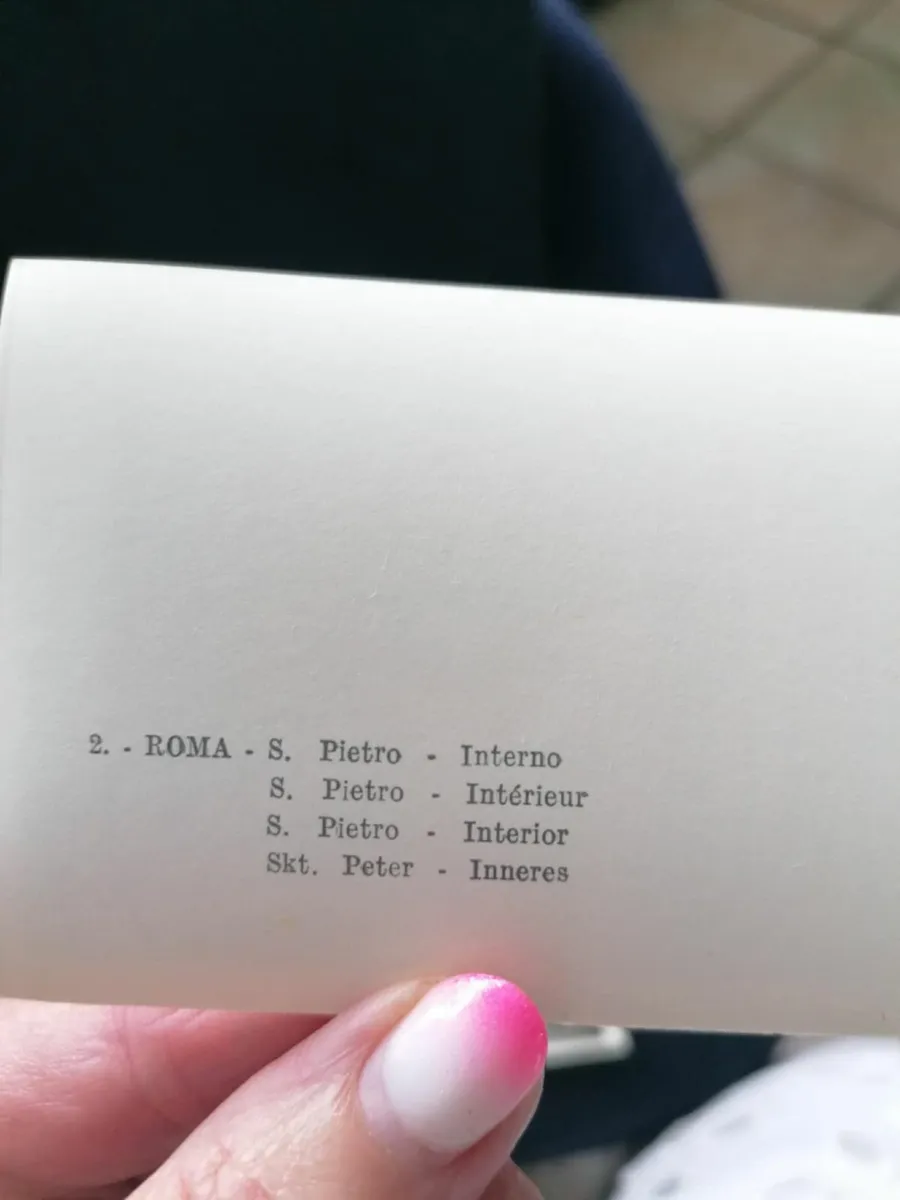 2. - ROMA - S. Pietro - Interno
S. Pietro - Intérieur
S. Pietro - Interior
Skt. Peter - Inneres